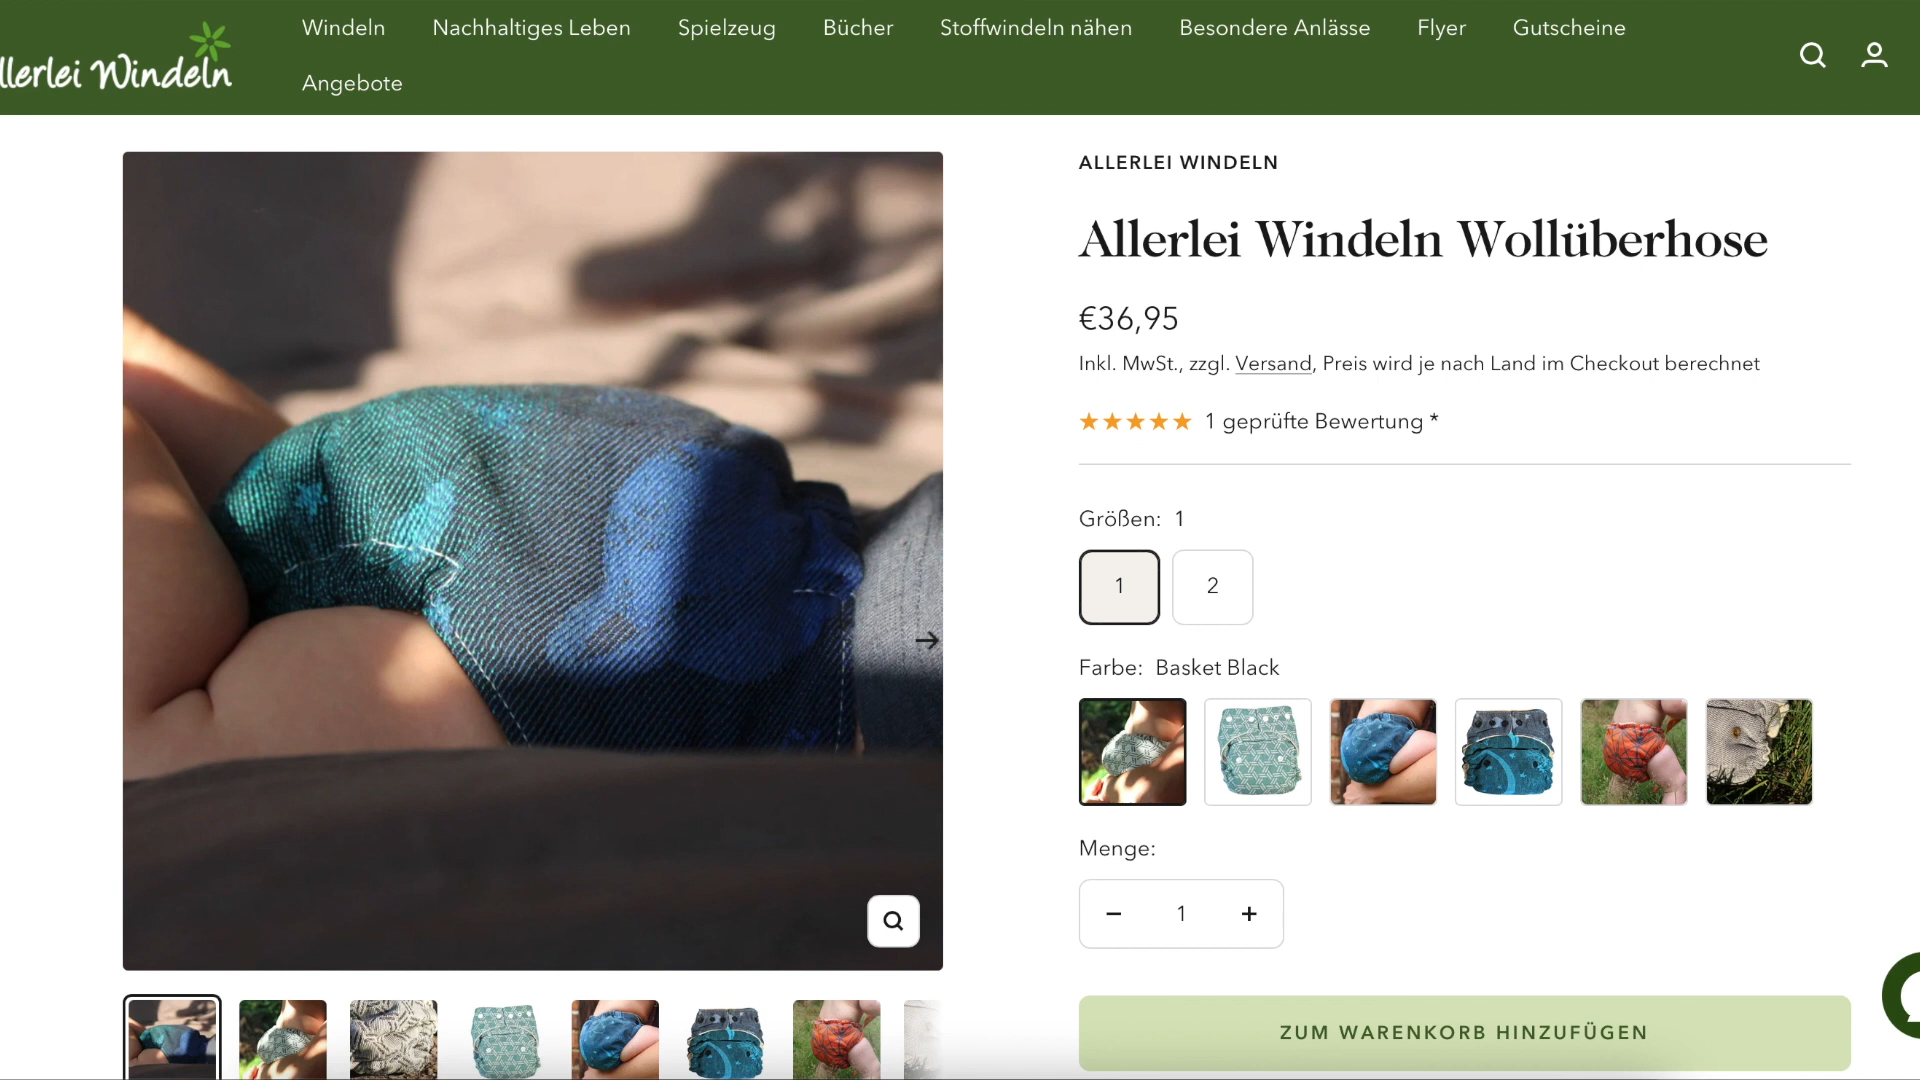 Windeln Nachhaltiges Leben Spielzeug Bücher Stoffwindeln nähen Besondere Anlässe Flyer Gutscheine
llerlei Windeln
Angebote
ALLERLEI WINDELN
Allerlei Windeln Wollüberhose
€36,95
Inkl. MwSt., zzgl. Versand, Preis wird je nach Land im Checkout berechnet
★★★★★ 1 geprüfte Bewertung *
Größen: 1
1 2
Farbe: Basket Black
Menge:
− 1 +
ZUM WARENKORB HINZUFÜGEN